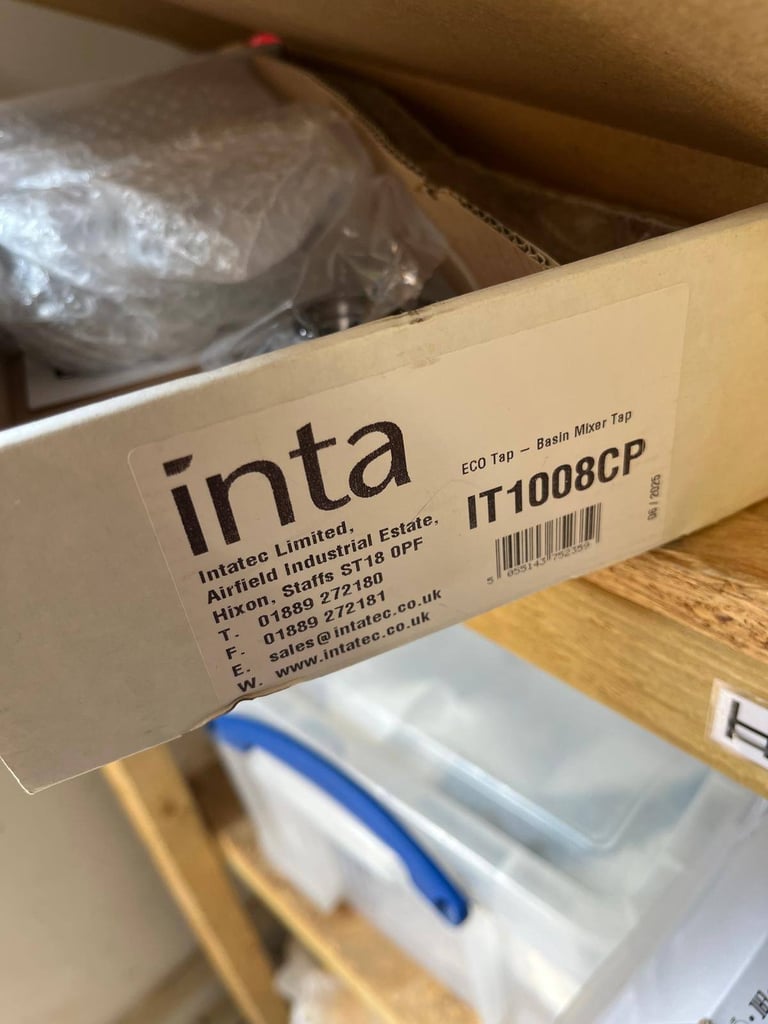 inta
Intatec Limited,
Airfield Industrial Estate,
Hixon, Staffs ST18 0PF
T. 01889 272180
F. 01889 272181
E. sales@intatec.co.uk
W. www.intatec.co.uk
ECO Tap – Basin Mixer Tap
IT1008CP
5 055143 752359
06 / 2025